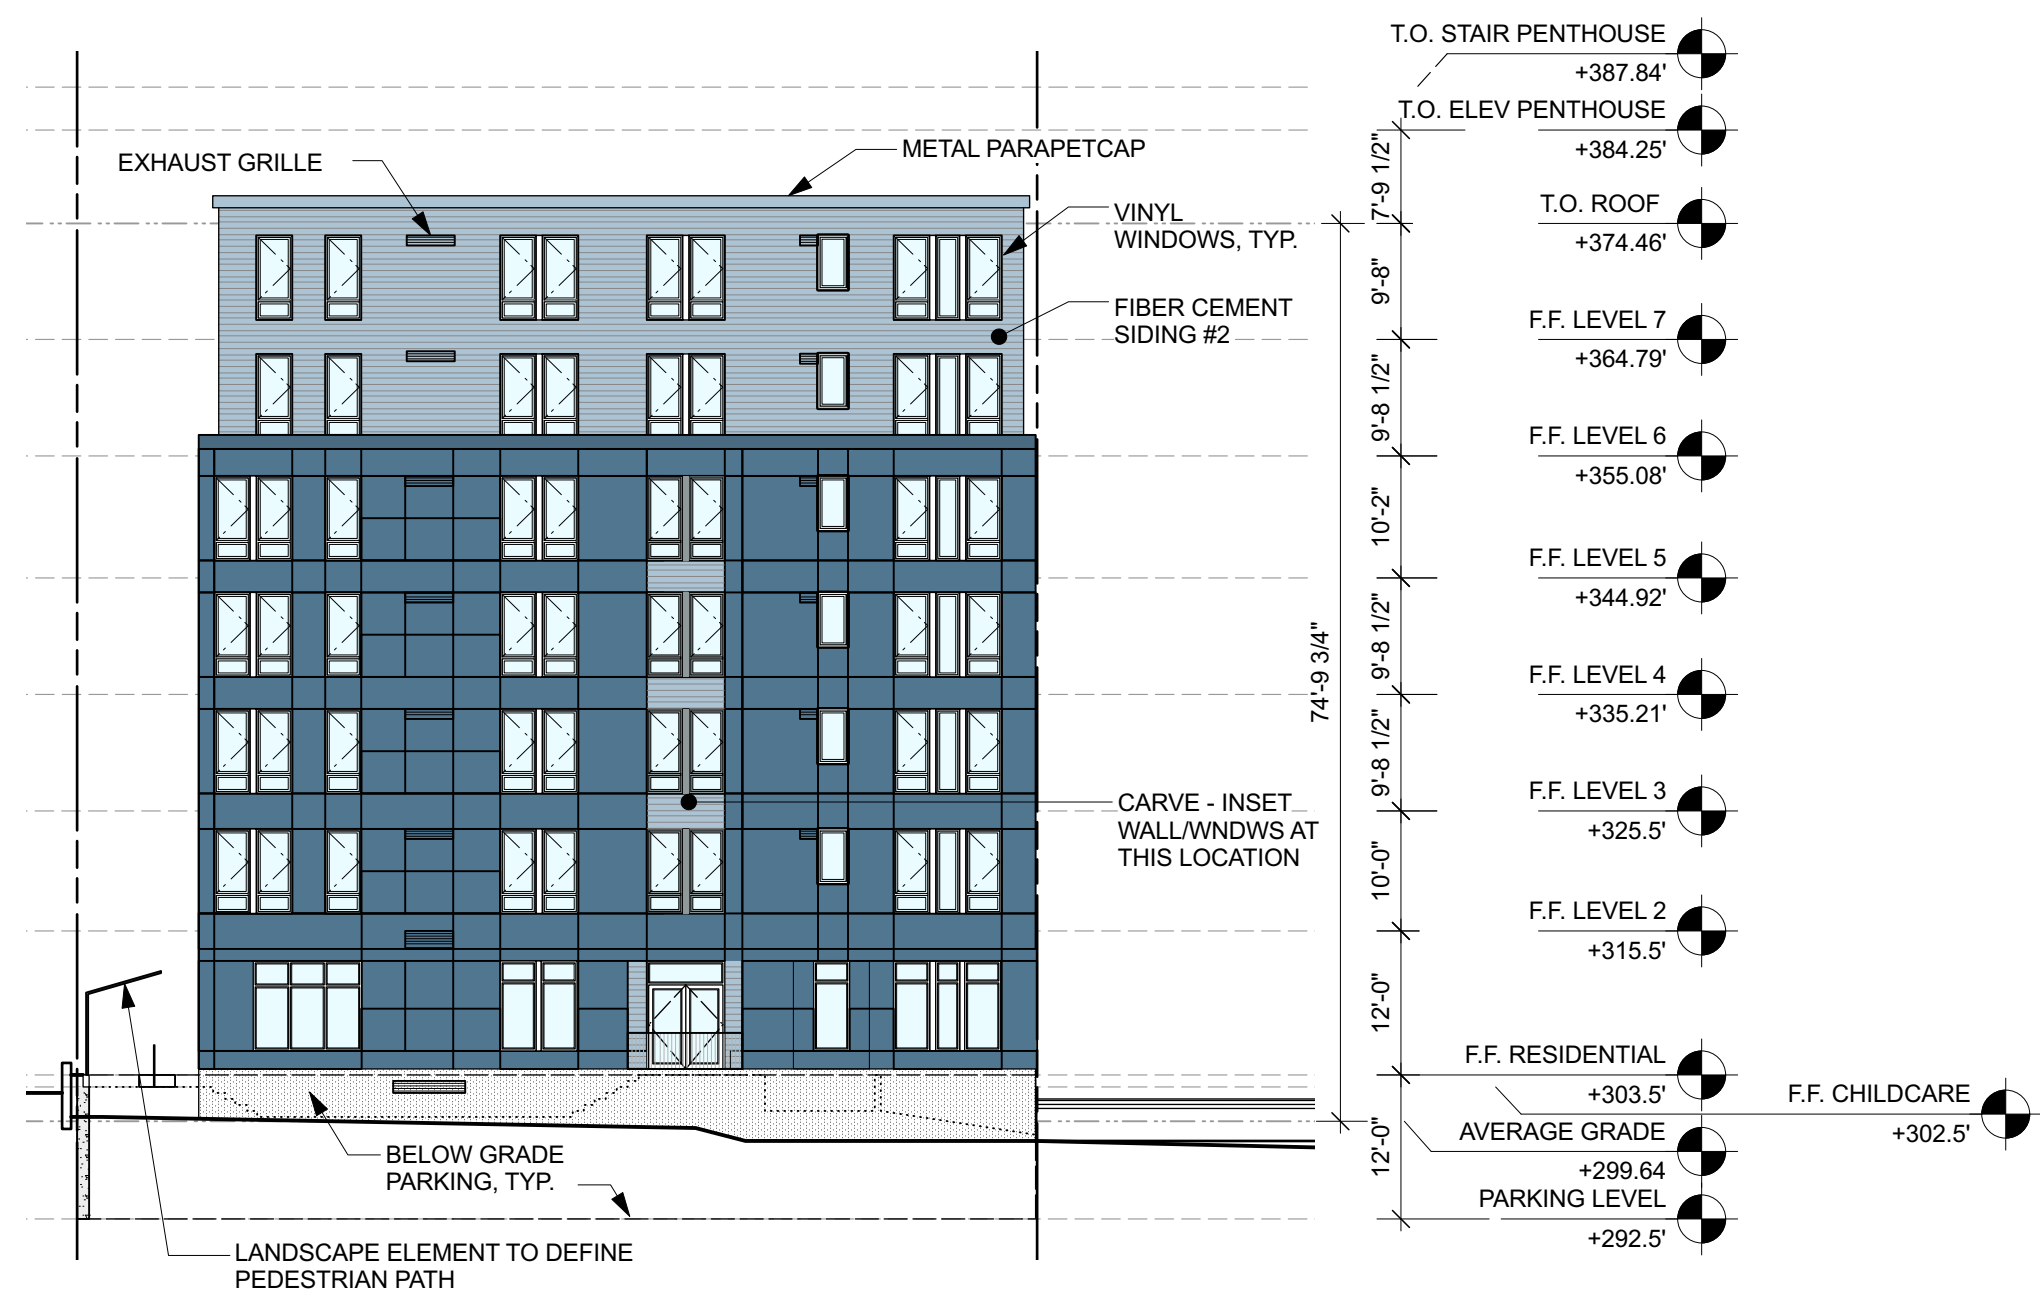 T.O. STAIR PENTHOUSE
+387.84'
T.O. ELEV PENTHOUSE
+384.25'
EXHAUST GRILLE
METAL PARAPETCAP
7'-9 1/2"
T.O. ROOF
+374.46'
VINYL
WINDOWS, TYP.
9'-8"
FIBER CEMENT
SIDING #2
F.F. LEVEL 7
+364.79'
9'-8 1/2"
F.F. LEVEL 6
+355.08'
10'-2"
F.F. LEVEL 5
+344.92'
9'-8 1/2"
74'-9 3/4"
F.F. LEVEL 4
+335.21'
9'-8 1/2"
F.F. LEVEL 3
+325.5'
CARVE - INSET
WALL/WNDWS AT
THIS LOCATION
10'-0"
F.F. LEVEL 2
+315.5'
12'-0"
F.F. RESIDENTIAL
+303.5'
F.F. CHILDCARE
+302.5'
12'-0"
AVERAGE GRADE
+299.64
PARKING LEVEL
+292.5'
BELOW GRADE
PARKING, TYP.
LANDSCAPE ELEMENT TO DEFINE
PEDESTRIAN PATH